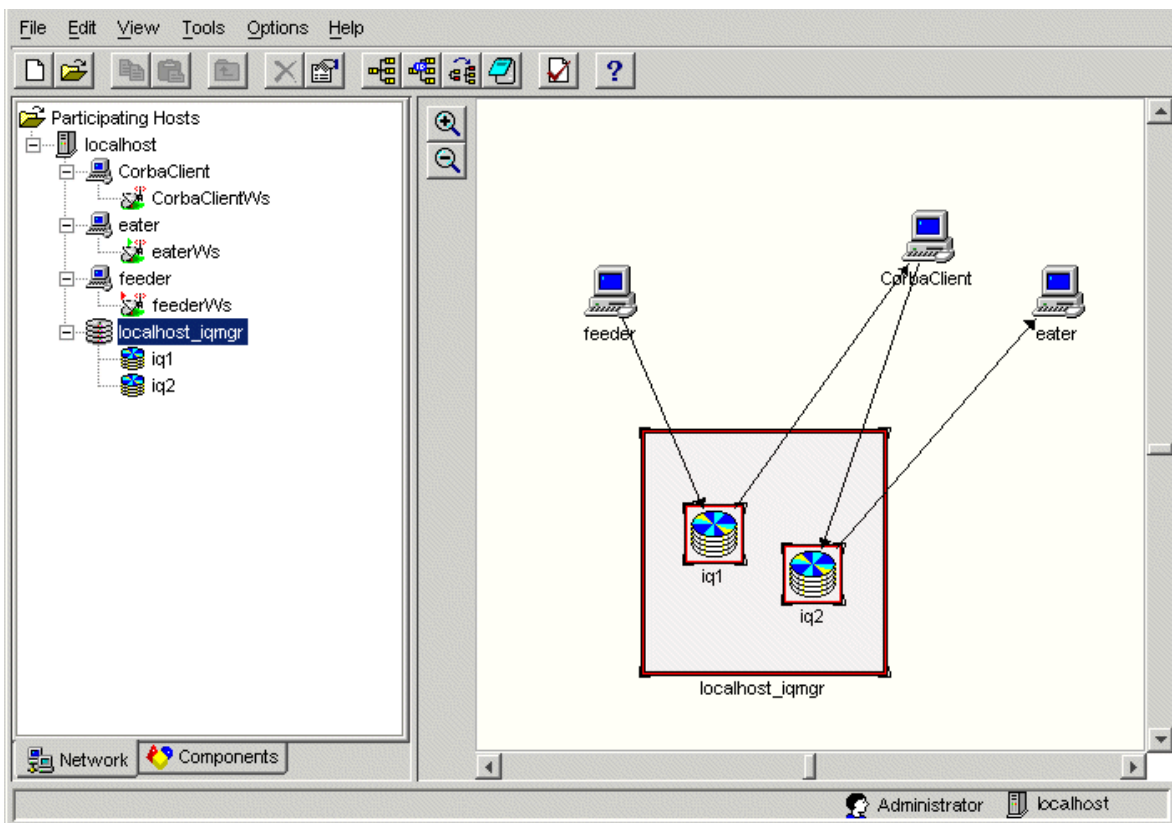 File Edit View Tools Options Help
?
Participating Hosts
localhost
CorbaClient
CorbaClientWs
eater
eaterWs
feeder
feederWs
localhost_iqmgr
iq1
iq2
CorbaClient
feeder
eater
iq1
iq2
localhost_iqmgr
Network Components
Administrator localhost